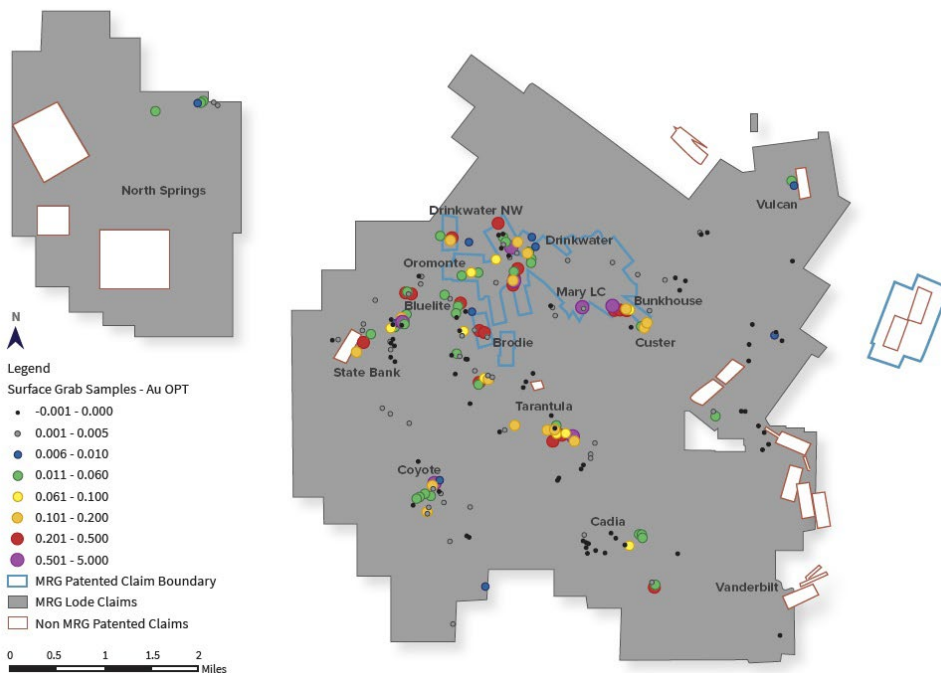 North Springs
N
Legend
Surface Grab Samples - Au OPT
-0.001 - 0.000
0.001 - 0.005
0.006 - 0.010
0.011 - 0.060
0.061 - 0.100
0.101 - 0.200
0.201 - 0.500
0.501 - 5.000
MRG Patented Claim Boundary
MRG Lode Claims
Non MRG Patented Claims
0 0.5 1 1.5 2
Miles
Vulcan
Drinkwater NW
Drinkwater
Oromonte
Mary LC
Bunkhouse
Bluelite
Brodie
Custer
State Bank
Tarantula
Coyote
Cadia
Vanderbilt